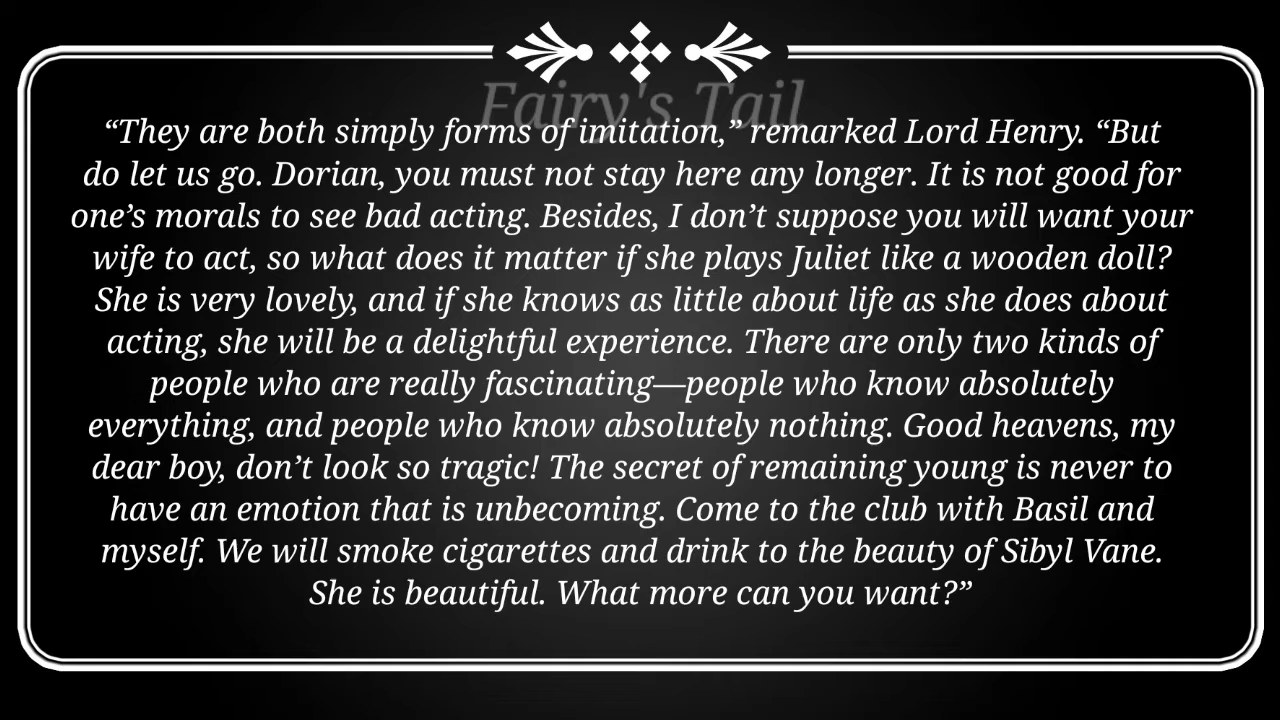 Fairy's Tail
“They are both simply forms of imitation,” remarked Lord Henry. “But
do let us go. Dorian, you must not stay here any longer. It is not good for
one’s morals to see bad acting. Besides, I don’t suppose you will want your
wife to act, so what does it matter if she plays Juliet like a wooden doll?
She is very lovely, and if she knows as little about life as she does about
acting, she will be a delightful experience. There are only two kinds of
people who are really fascinating—people who know absolutely
everything, and people who know absolutely nothing. Good heavens, my
dear boy, don’t look so tragic! The secret of remaining young is never to
have an emotion that is unbecoming. Come to the club with Basil and
myself. We will smoke cigarettes and drink to the beauty of Sibyl Vane.
She is beautiful. What more can you want?”